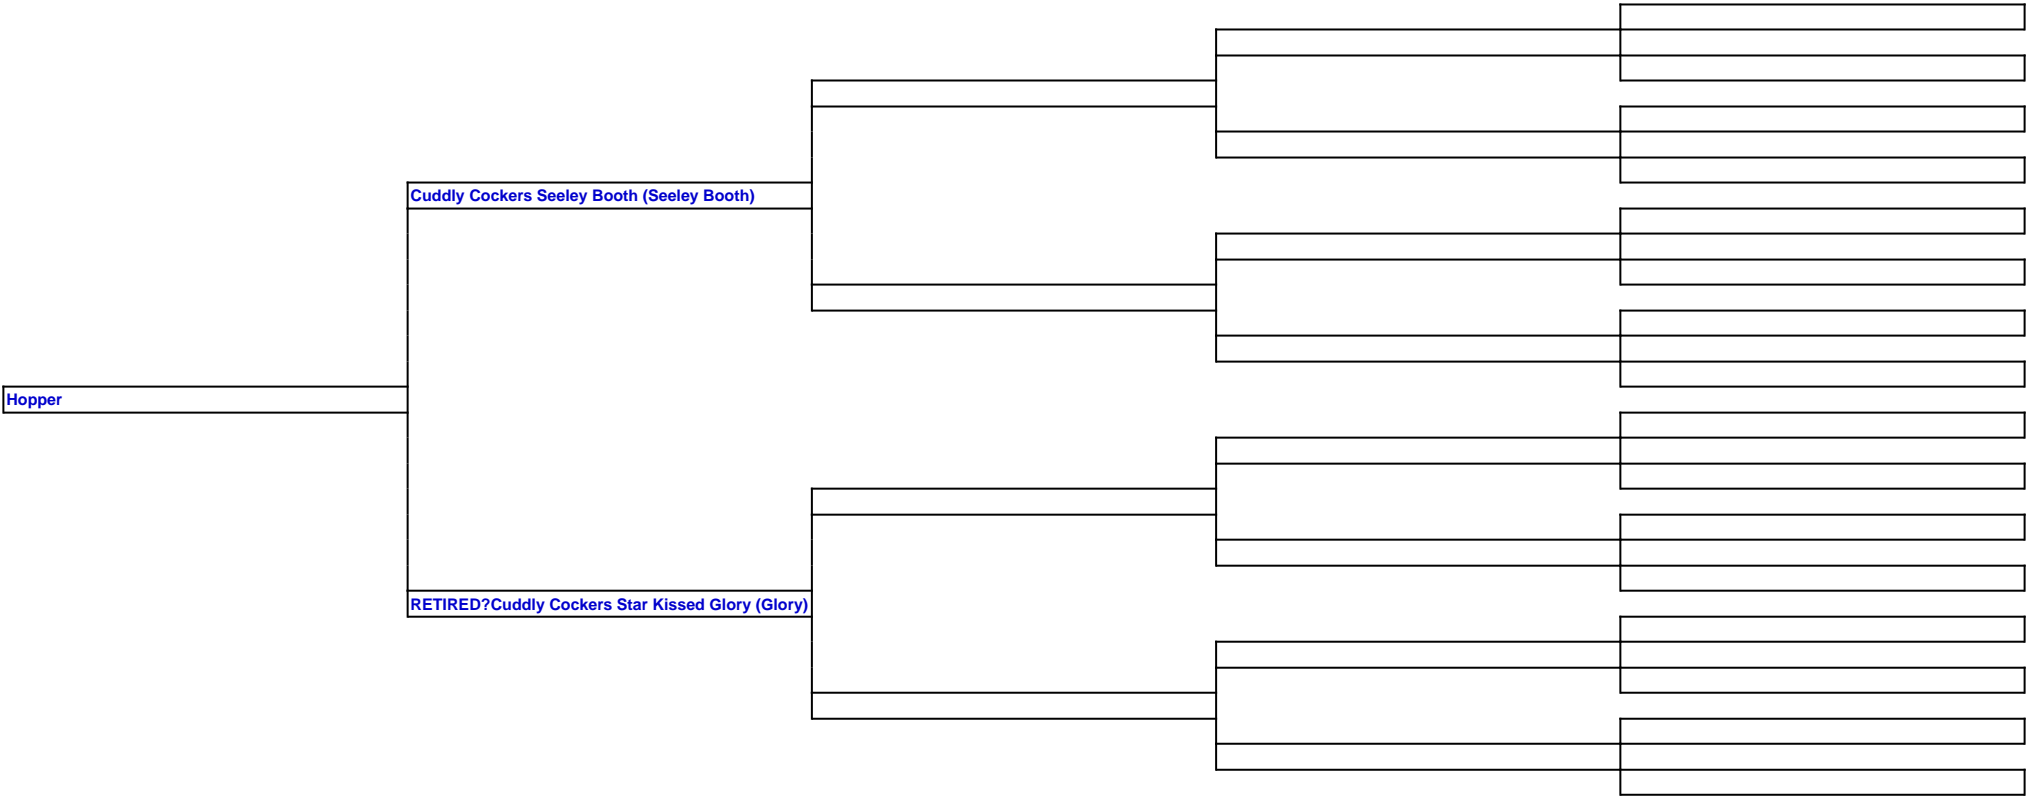 Cuddly Cockers Seeley Booth (Seeley Booth)
Hopper
RETIRED?Cuddly Cockers Star Kissed Glory (Glory)